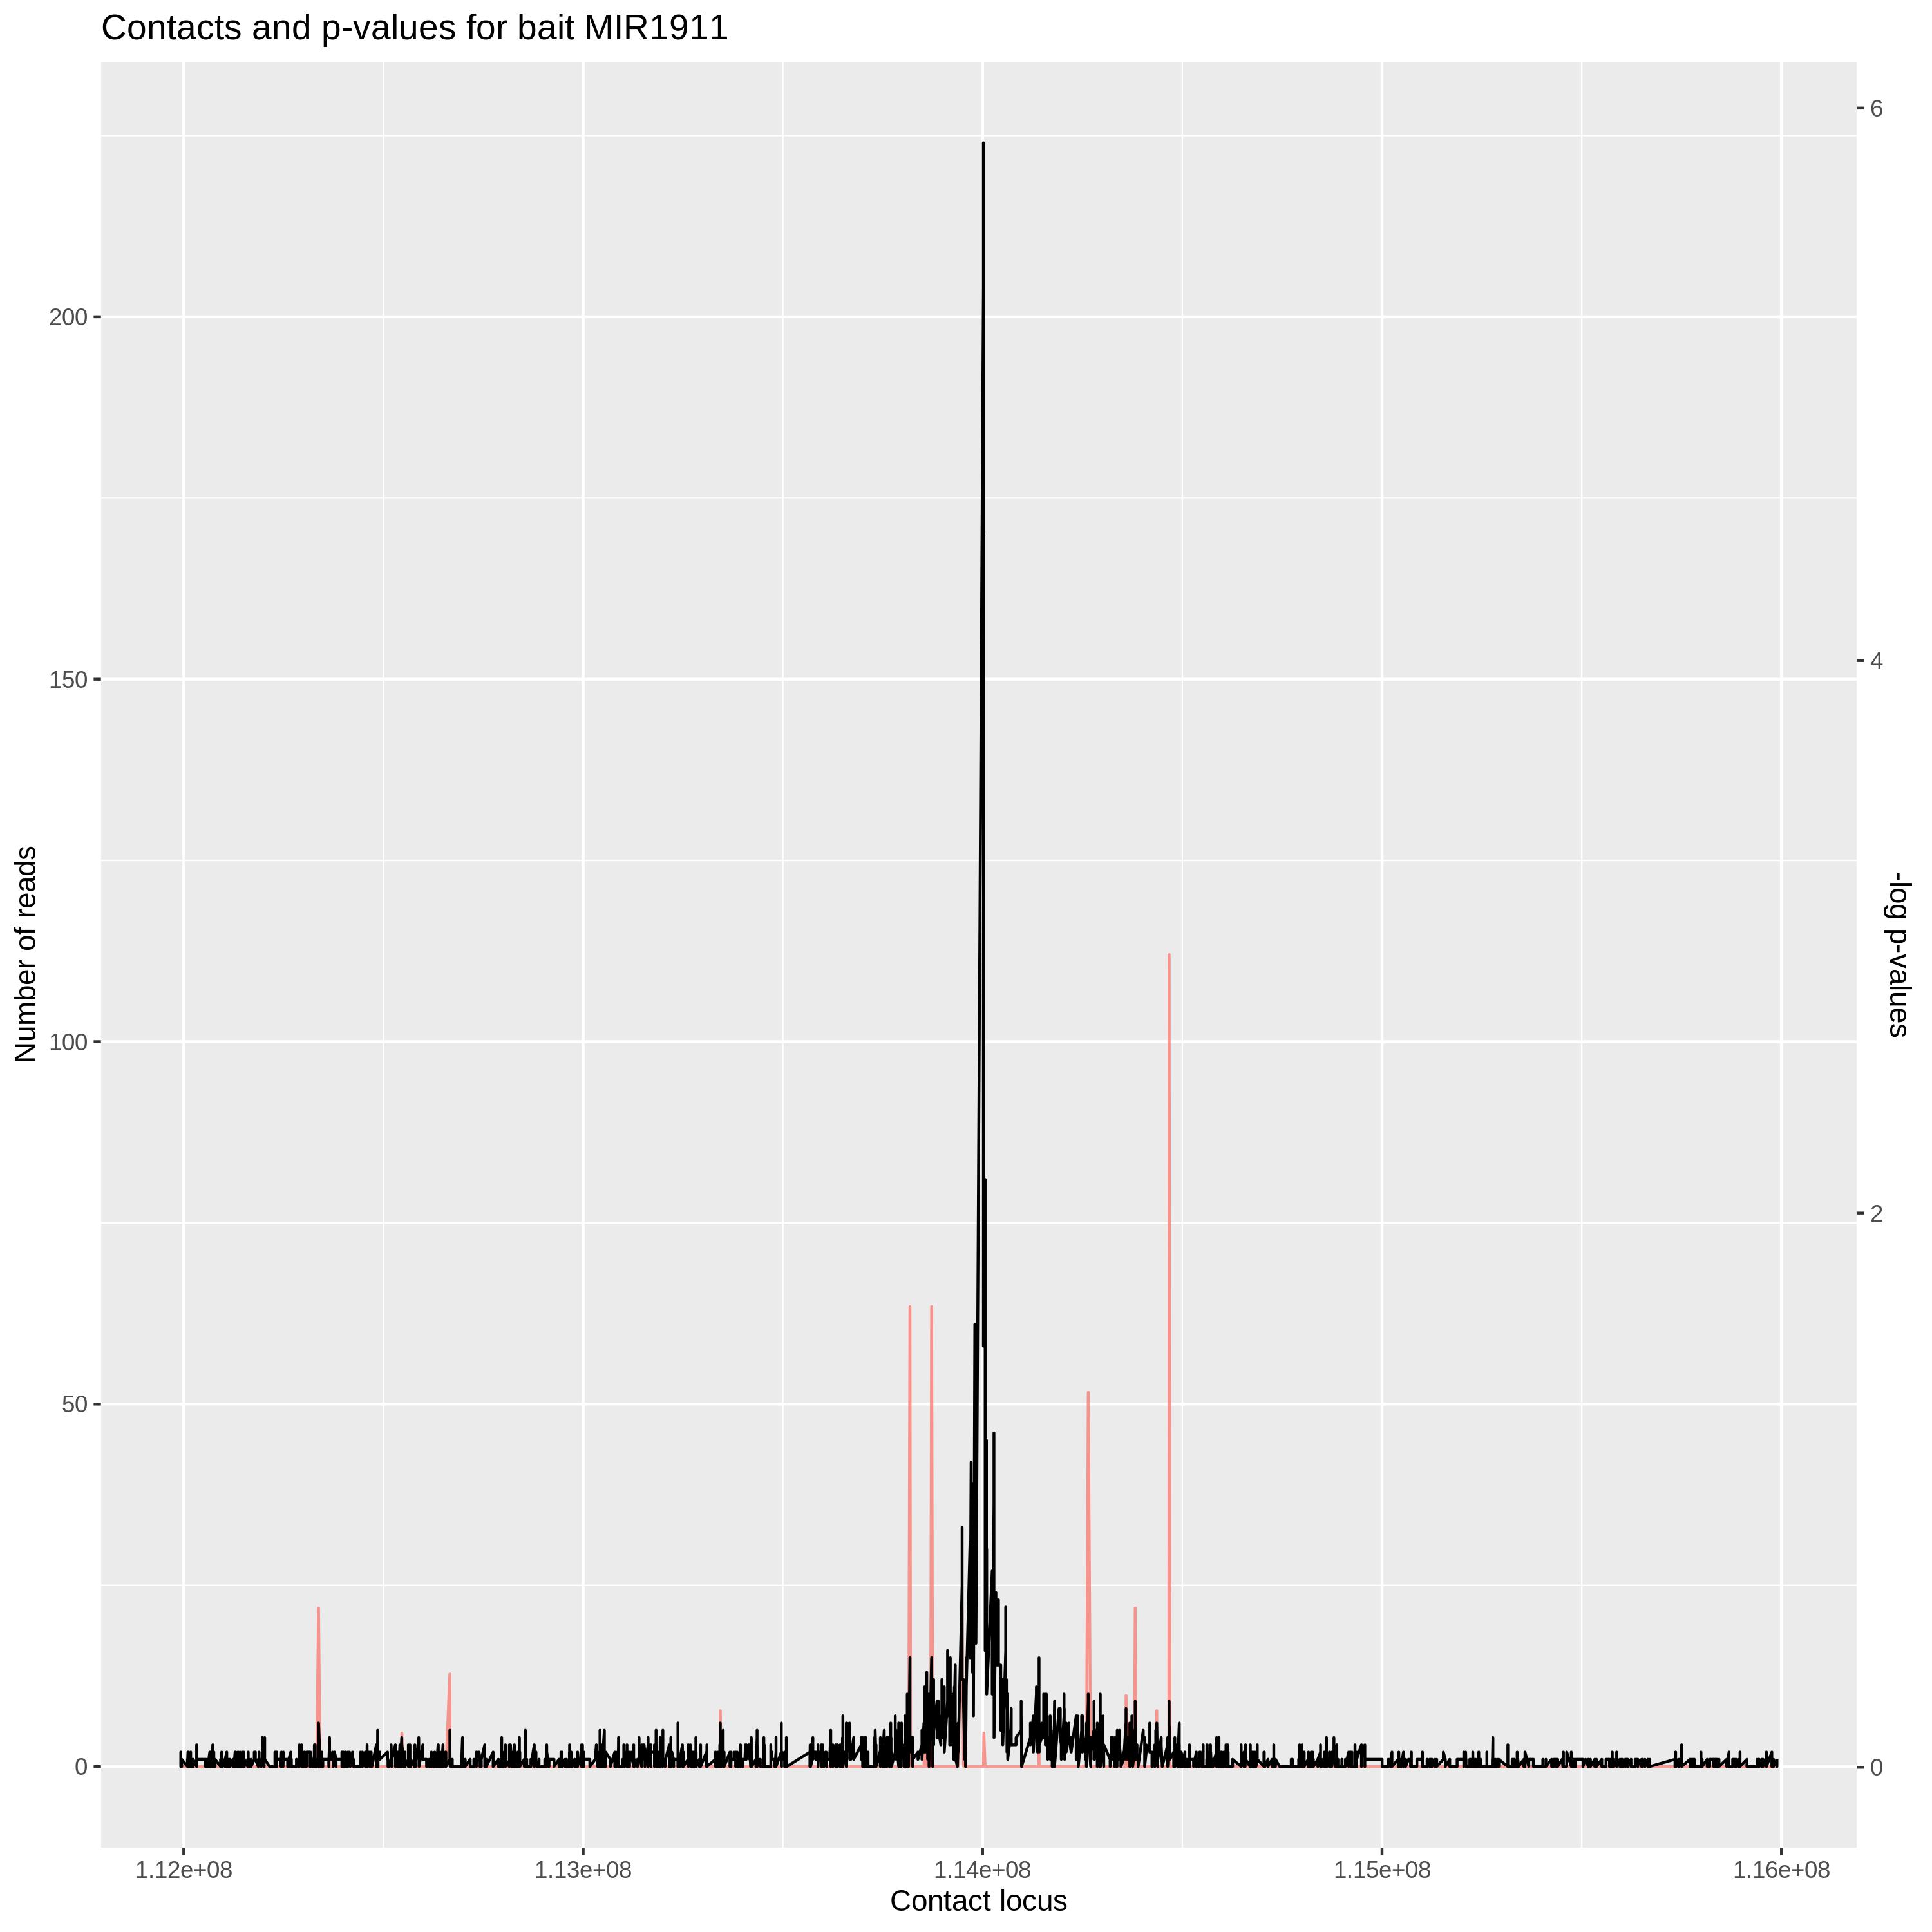 Contacts and p-values for bait MIR1911
Number of reads
200
150
100
50
0
6
4
2
0
-log p-values
1.12e+08
1.13e+08
1.14e+08
1.15e+08
1.16e+08
Contact locus